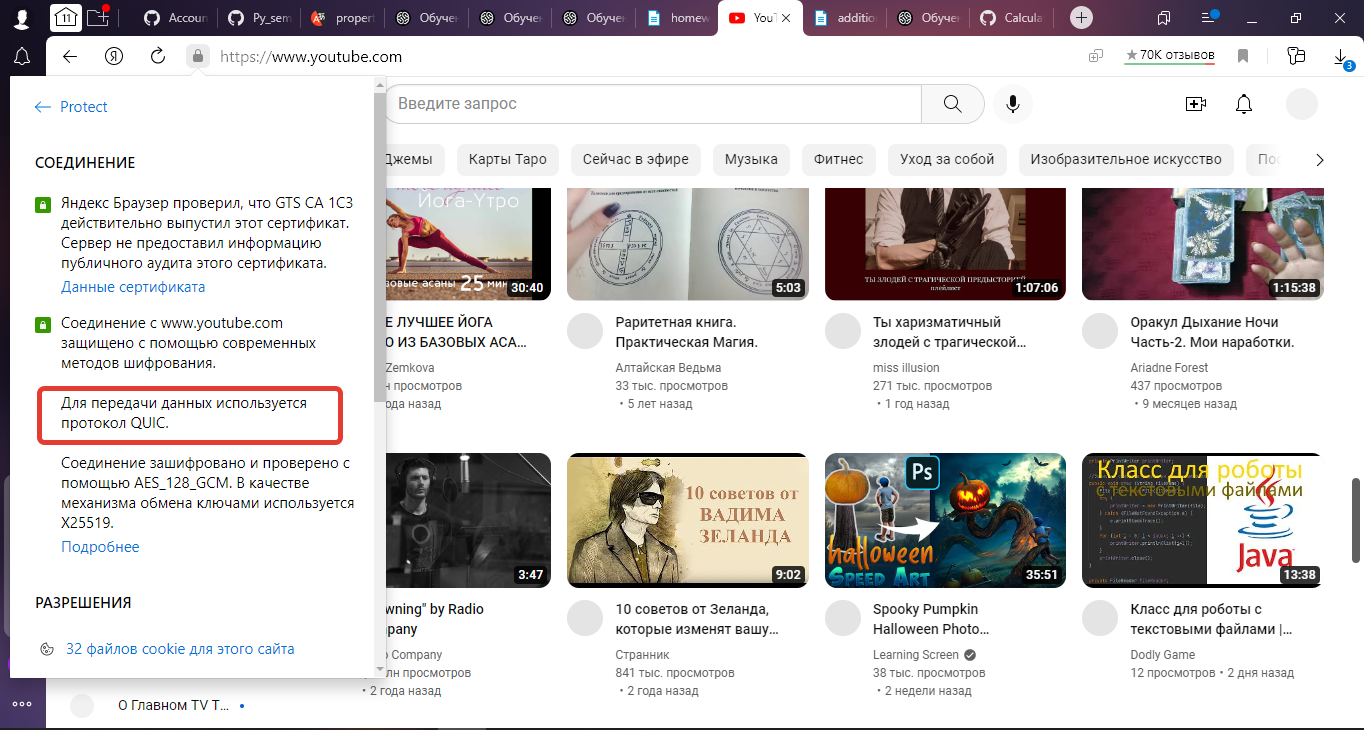 11
Accoun
Py_sem
propert
Обучен
Обучен
Обучен
homew
YouT
additio
Обучен
Calcula
https://www.youtube.com
70K отзывов
3
Protect
Введите запрос
Джемы
Карты Таро
Сейчас в эфире
Музыка
Фитнес
Уход за собой
Изобразительное искусство
СОЕДИНЕНИЕ
Яндекс Браузер проверил, что GTS CA 1C3
действительно выпустил этот сертификат.
Сервер не предоставил информацию
публичного аудита этого сертификата.
Данные сертификата
Соединение с www.youtube.com
защищено с помощью современных
методов шифрования.
Для передачи данных используется
протокол QUIC.
Соединение зашифровано и проверено с
помощью AES_128_GCM. В качестве
механизма обмена ключами используется
X25519.
Подробнее
РАЗРЕШЕНИЯ
32 файлов cookie для этого сайта
О Главном TV Т...
Йога-Утро
25
30:40
Е ЛУЧШЕЕ ЙОГА
О ИЗ БАЗОВЫХ АСА...
Zemkova
н просмотров
ода назад
5:03
Раритетная книга.
Практическая Магия.
Алтайская Ведьма
33 тыс. просмотров
• 5 лет назад
ТЫ ЗЛОДЕЙ С ТРАГИЧЕСКОЙ ПРЕДЫСТОРИЕЙ
плейлист
1:07:06
Ты харизматичный
злодей с трагической...
miss illusion
271 тыс. просмотров
• 1 год назад
1:15:38
Оракул Дыхание Ночи
Часть-2. Мои наработки.
Ariadne Forest
437 просмотров
• 9 месяцев назад
3:47
wning" by Radio
pany
Company
лн просмотров
• 2 года назад
10 советов от
ВАДИМА
ЗЕЛАНДА
9:02
10 советов от Зеланда,
которые изменят вашу...
Странник
841 тыс. просмотров
• 2 года назад
Ps
halloween
SPEED ART
35:51
Spooky Pumpkin
Halloween Photo...
Learning Screen
38 тыс. просмотров
• 2 недели назад
Класс для роботы
с текстовыми файлами
Java
13:38
Класс для роботы с
текстовыми файлами |...
Dodly Game
12 просмотров • 2 дня назад